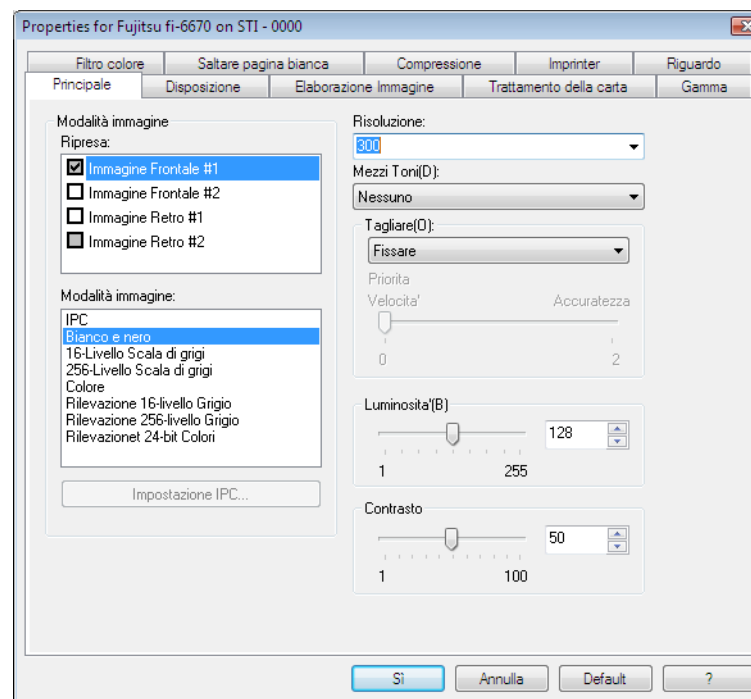 Properties for Fujitsu fi-6670 on STI - 0000
Filtro colore
Saltare pagina bianca
Compressione
Imprinter
Riguardo
Principale
Disposizione
Elaborazione Immagine
Trattamento della carta
Gamma
Modalità immagine
Ripresa:
Immagine Frontale #1
Immagine Frontale #2
Immagine Retro #1
Immagine Retro #2
Modalità immagine:
IPC
Bianco e nero
16-Livello Scala di grigi
256-Livello Scala di grigi
Colore
Rilevazione 16-livello Grigio
Rilevazione 256-livello Grigio
Rilevazionet 24-bit Colori
Impostazione IPC...
Risoluzione:
300
Mezzi Toni(D):
Nessuno
Tagliare(O):
Fissare
Priorita
Velocita' Accuratezza
0 2
Luminosita'(B)
128
1 255
Contrasto
50
1 100
Sì
Annulla
Default
?